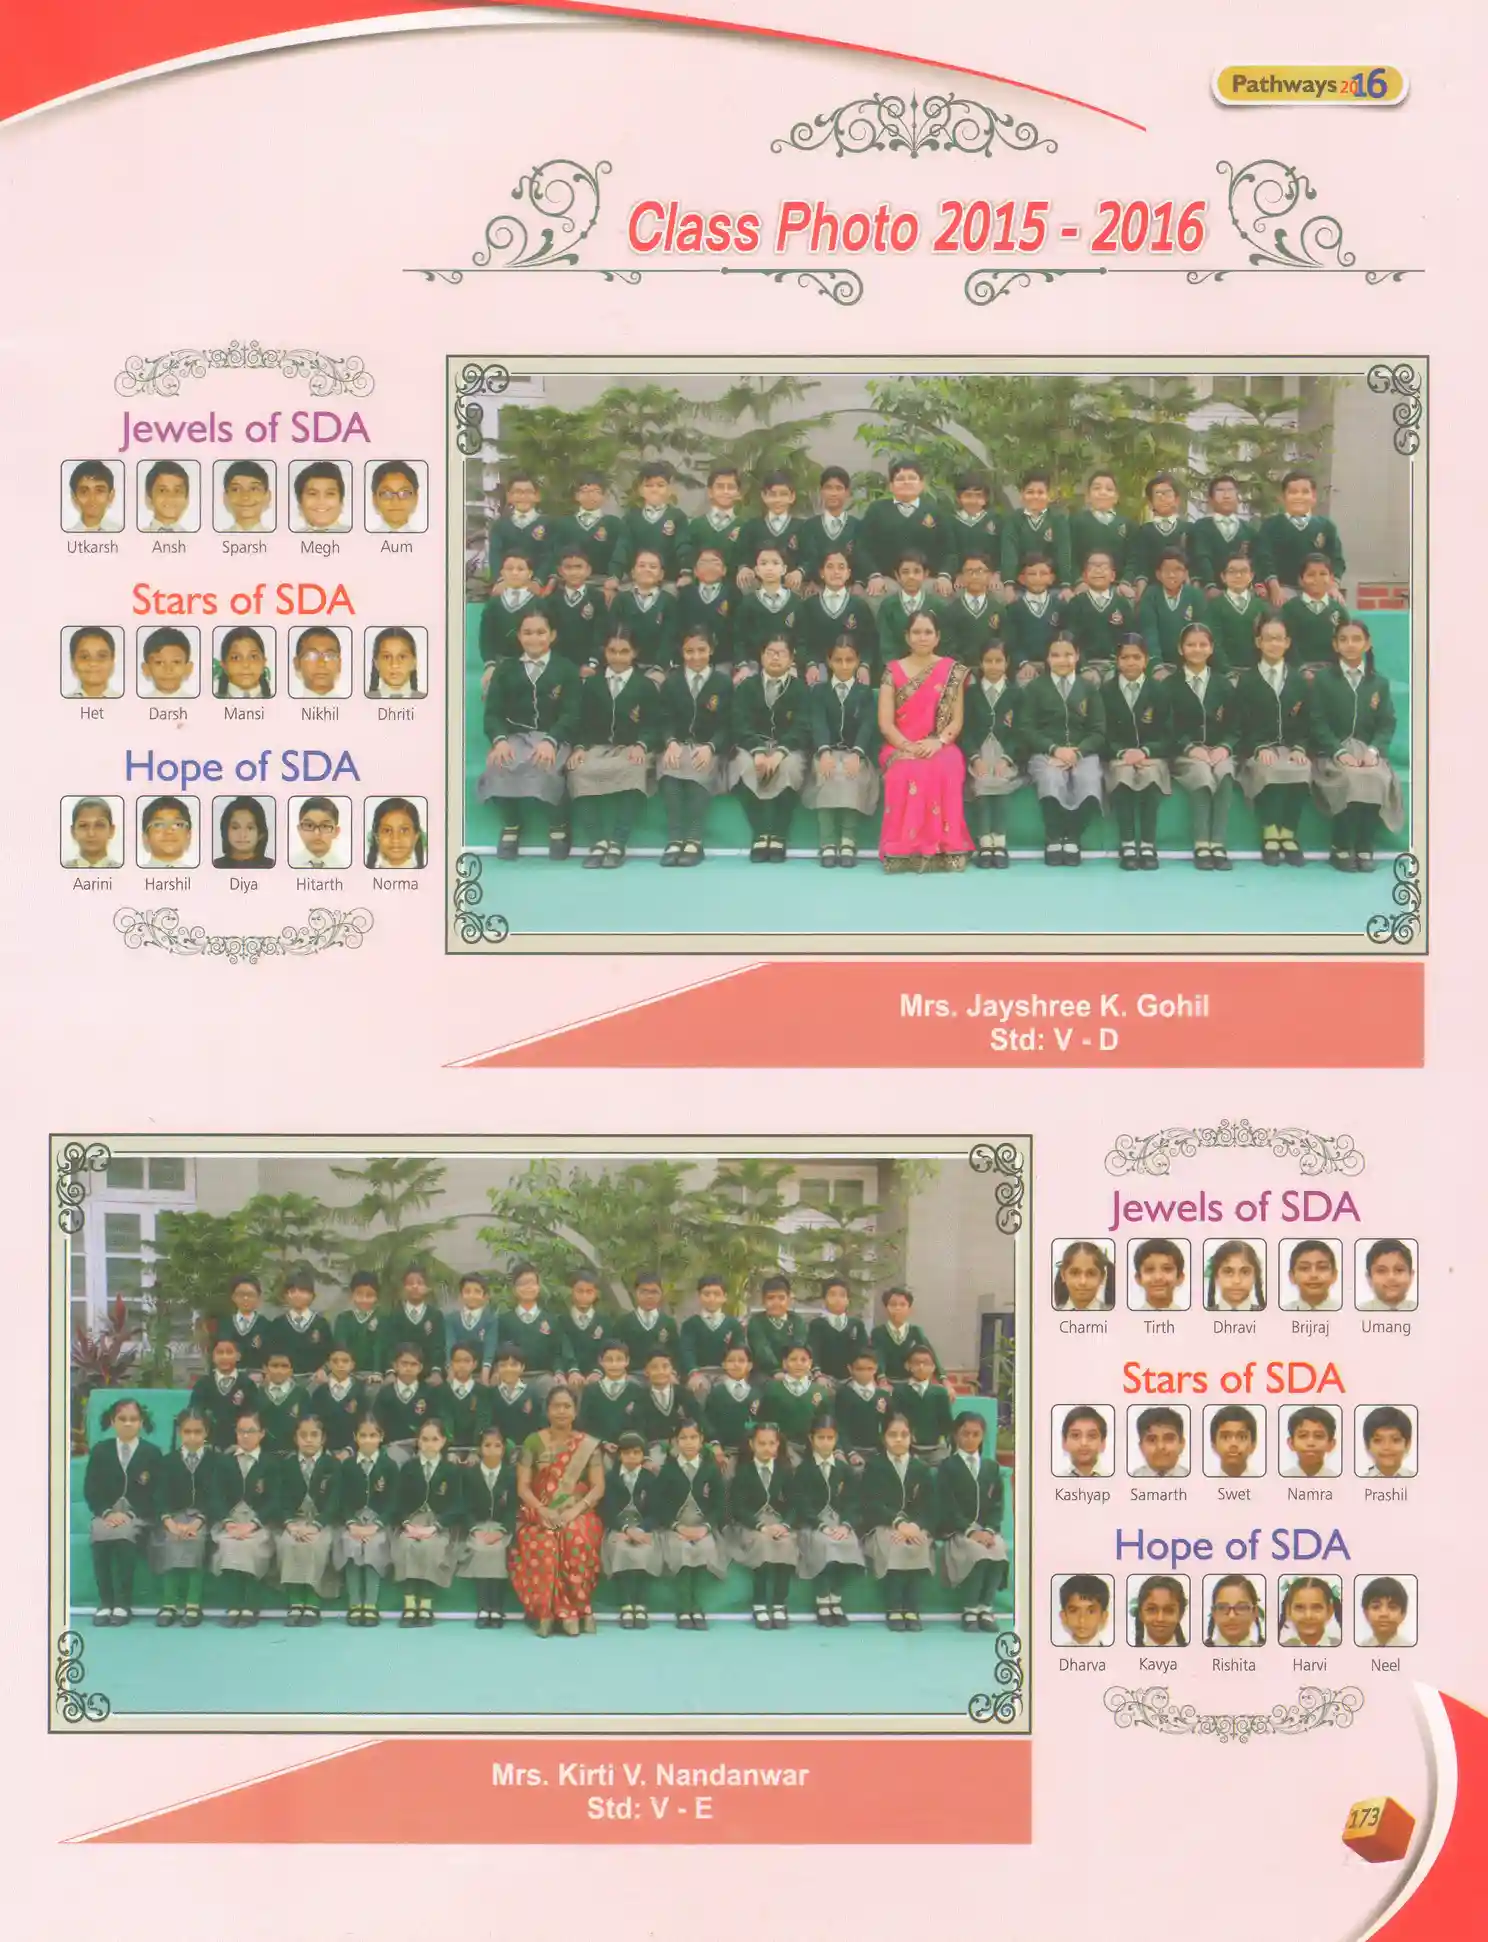 Pathways 2016
Class Photo 2015 - 2016
Jewels of SDA
Utkarsh Ansh Sparsh Megh Aum
Stars of SDA
Het Darsh Mansi Nikhil Dhriti
Hope of SDA
Aarini Harshil Diya Hitarth Norma
Mrs. Jayshree K. Gohil
Std: V - D
Jewels of SDA
Charmi Tirth Dhravi Brijraj Umang
Stars of SDA
Kashyap Samarth Swet Namra Prashil
Hope of SDA
Dharva Kavya Rishita Harvi Neel
Mrs. Kirti V. Nandanwar
Std: V - E
173